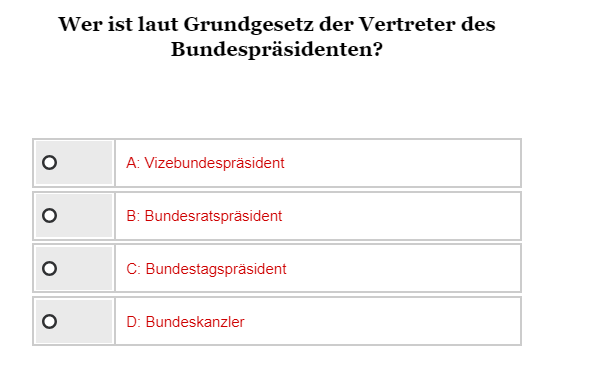 Wer ist laut Grundgesetz der Vertreter des
Bundespräsidenten?
A: Vizebundespräsident
B: Bundesratspräsident
C: Bundestagspräsident
D: Bundeskanzler